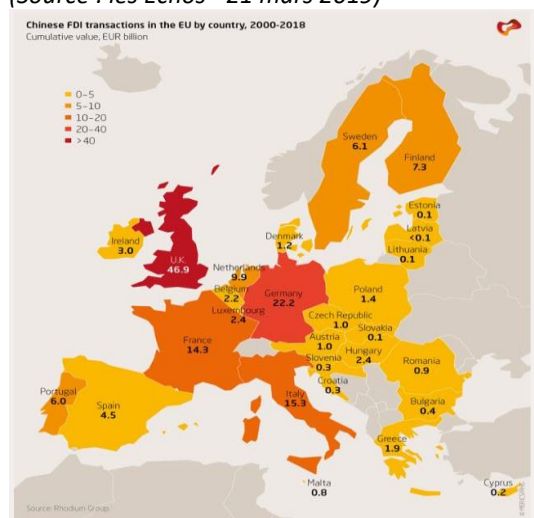 (Source : les Echos - 21 mars 2019)
Chinese FDI transactions in the EU by country, 2000-2018
Cumulative value, EUR billion
0–5
5–10
10–20
20–40
>40
Sweden
6.1
Finland
7.3
Estonia
0.1
Latvia
<0.1
Lithuania
0.1
Denmark
1.2
Ireland
3.0
U.K.
46.9
Netherlands
9.9
Belgium
2.2
Luxembourg
2.4
Germany
22.2
Poland
1.4
Czech Republic
1.0
Slovakia
0.1
Austria
1.0
Hungary
2.4
Slovenia
0.3
Croatia
0.3
Romania
0.9
Bulgaria
0.4
France
14.3
Italy
15.3
Portugal
6.0
Spain
4.5
Greece
1.9
Malta
0.8
Cyprus
0.2
Source: Rhodium Group
©MERICS